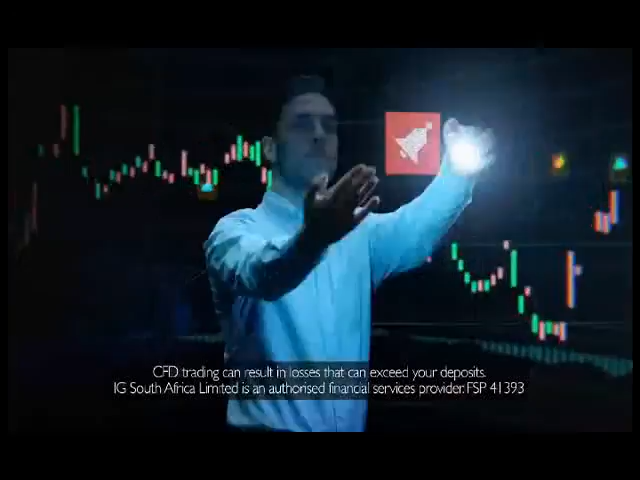 CFD trading can result in losses that can exceed your deposits.
IG South Africa Limited is an authorised financial services provider. FSP 41393